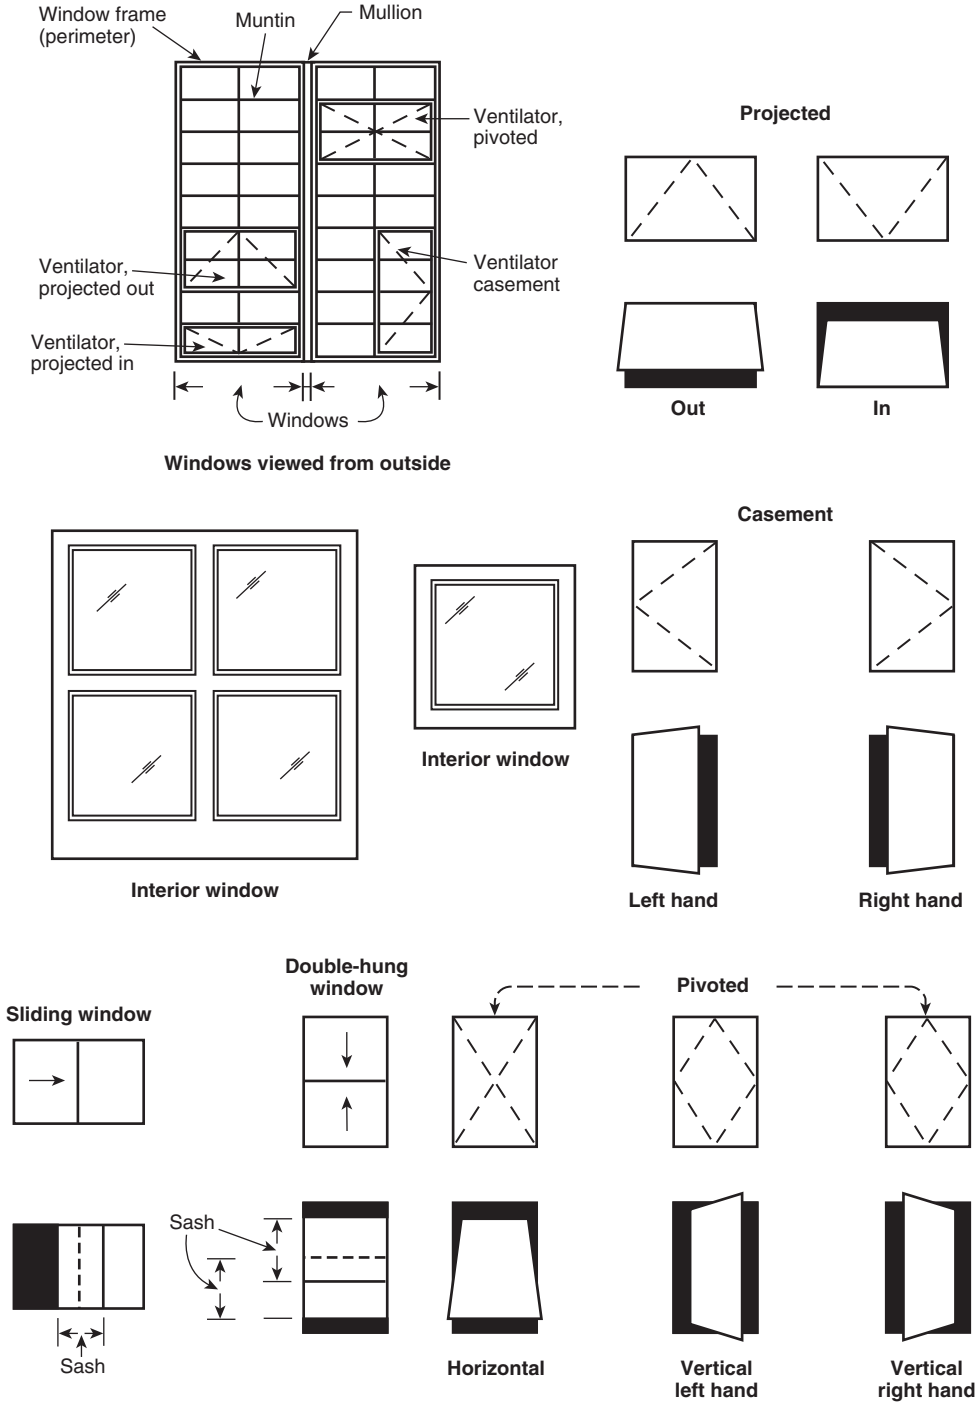 Window frame
(perimeter)
Muntin
Mullion
Ventilator,
pivoted
Ventilator,
projected out
Ventilator
casement
Ventilator,
projected in
Windows
Windows viewed from outside
Projected
Out
In
Interior window
Interior window
Casement
Left hand
Right hand
Sliding window
Sash
Double-hung
window
Sash
Pivoted
Horizontal
Vertical
left hand
Vertical
right hand